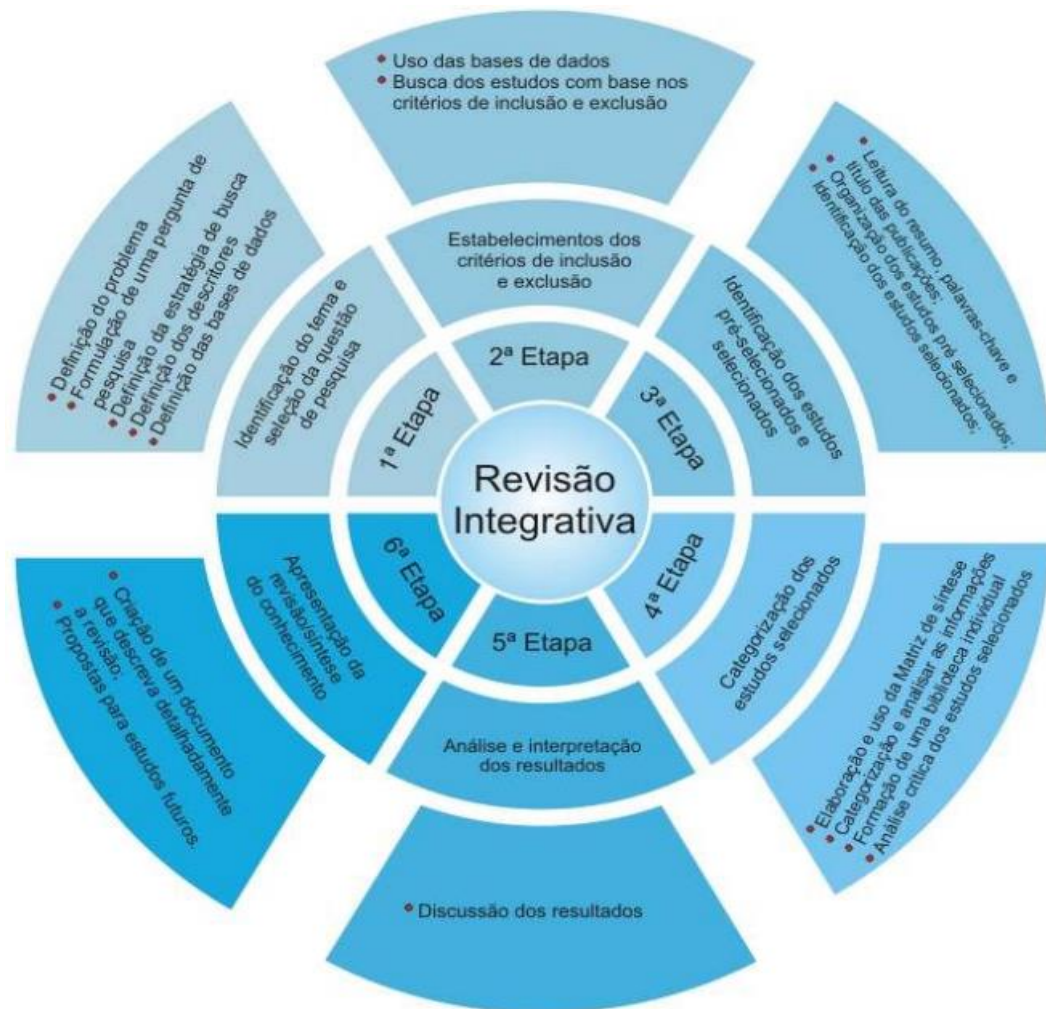 Revisão
Integrativa
1ª Etapa
Identificação do tema e
seleção da questão
de pesquisa
• Definição do problema
• Formulação de uma pergunta de
pesquisa
• Definição da estratégia de busca
• Definição dos descritores
• Definição das bases de dados
2ª Etapa
Estabelecimentos dos
critérios de inclusão
e exclusão
• Uso das bases de dados
• Busca dos estudos com base nos
critérios de inclusão e exclusão
3ª Etapa
Identificação dos estudos
pré-selecionados e
selecionados
• Leitura do resumo, palavras-chave e
título das publicações;
• Organização dos estudos pré selecionados;
• Identificação dos estudos selecionados;
4ª Etapa
Categorização dos
estudos selecionados
• Elaboração e uso da Matriz de síntese
• Categorização e analisar as informações
• Formação de uma biblioteca individual
• Análise crítica dos estudos selecionados
5ª Etapa
Análise e interpretação
dos resultados
• Discussão dos resultados
6ª Etapa
Apresentação da
revisão/síntese
do conhecimento
• Criação de um documento
que descreva detalhadamente
a revisão;
• Propostas para estudos futuros.